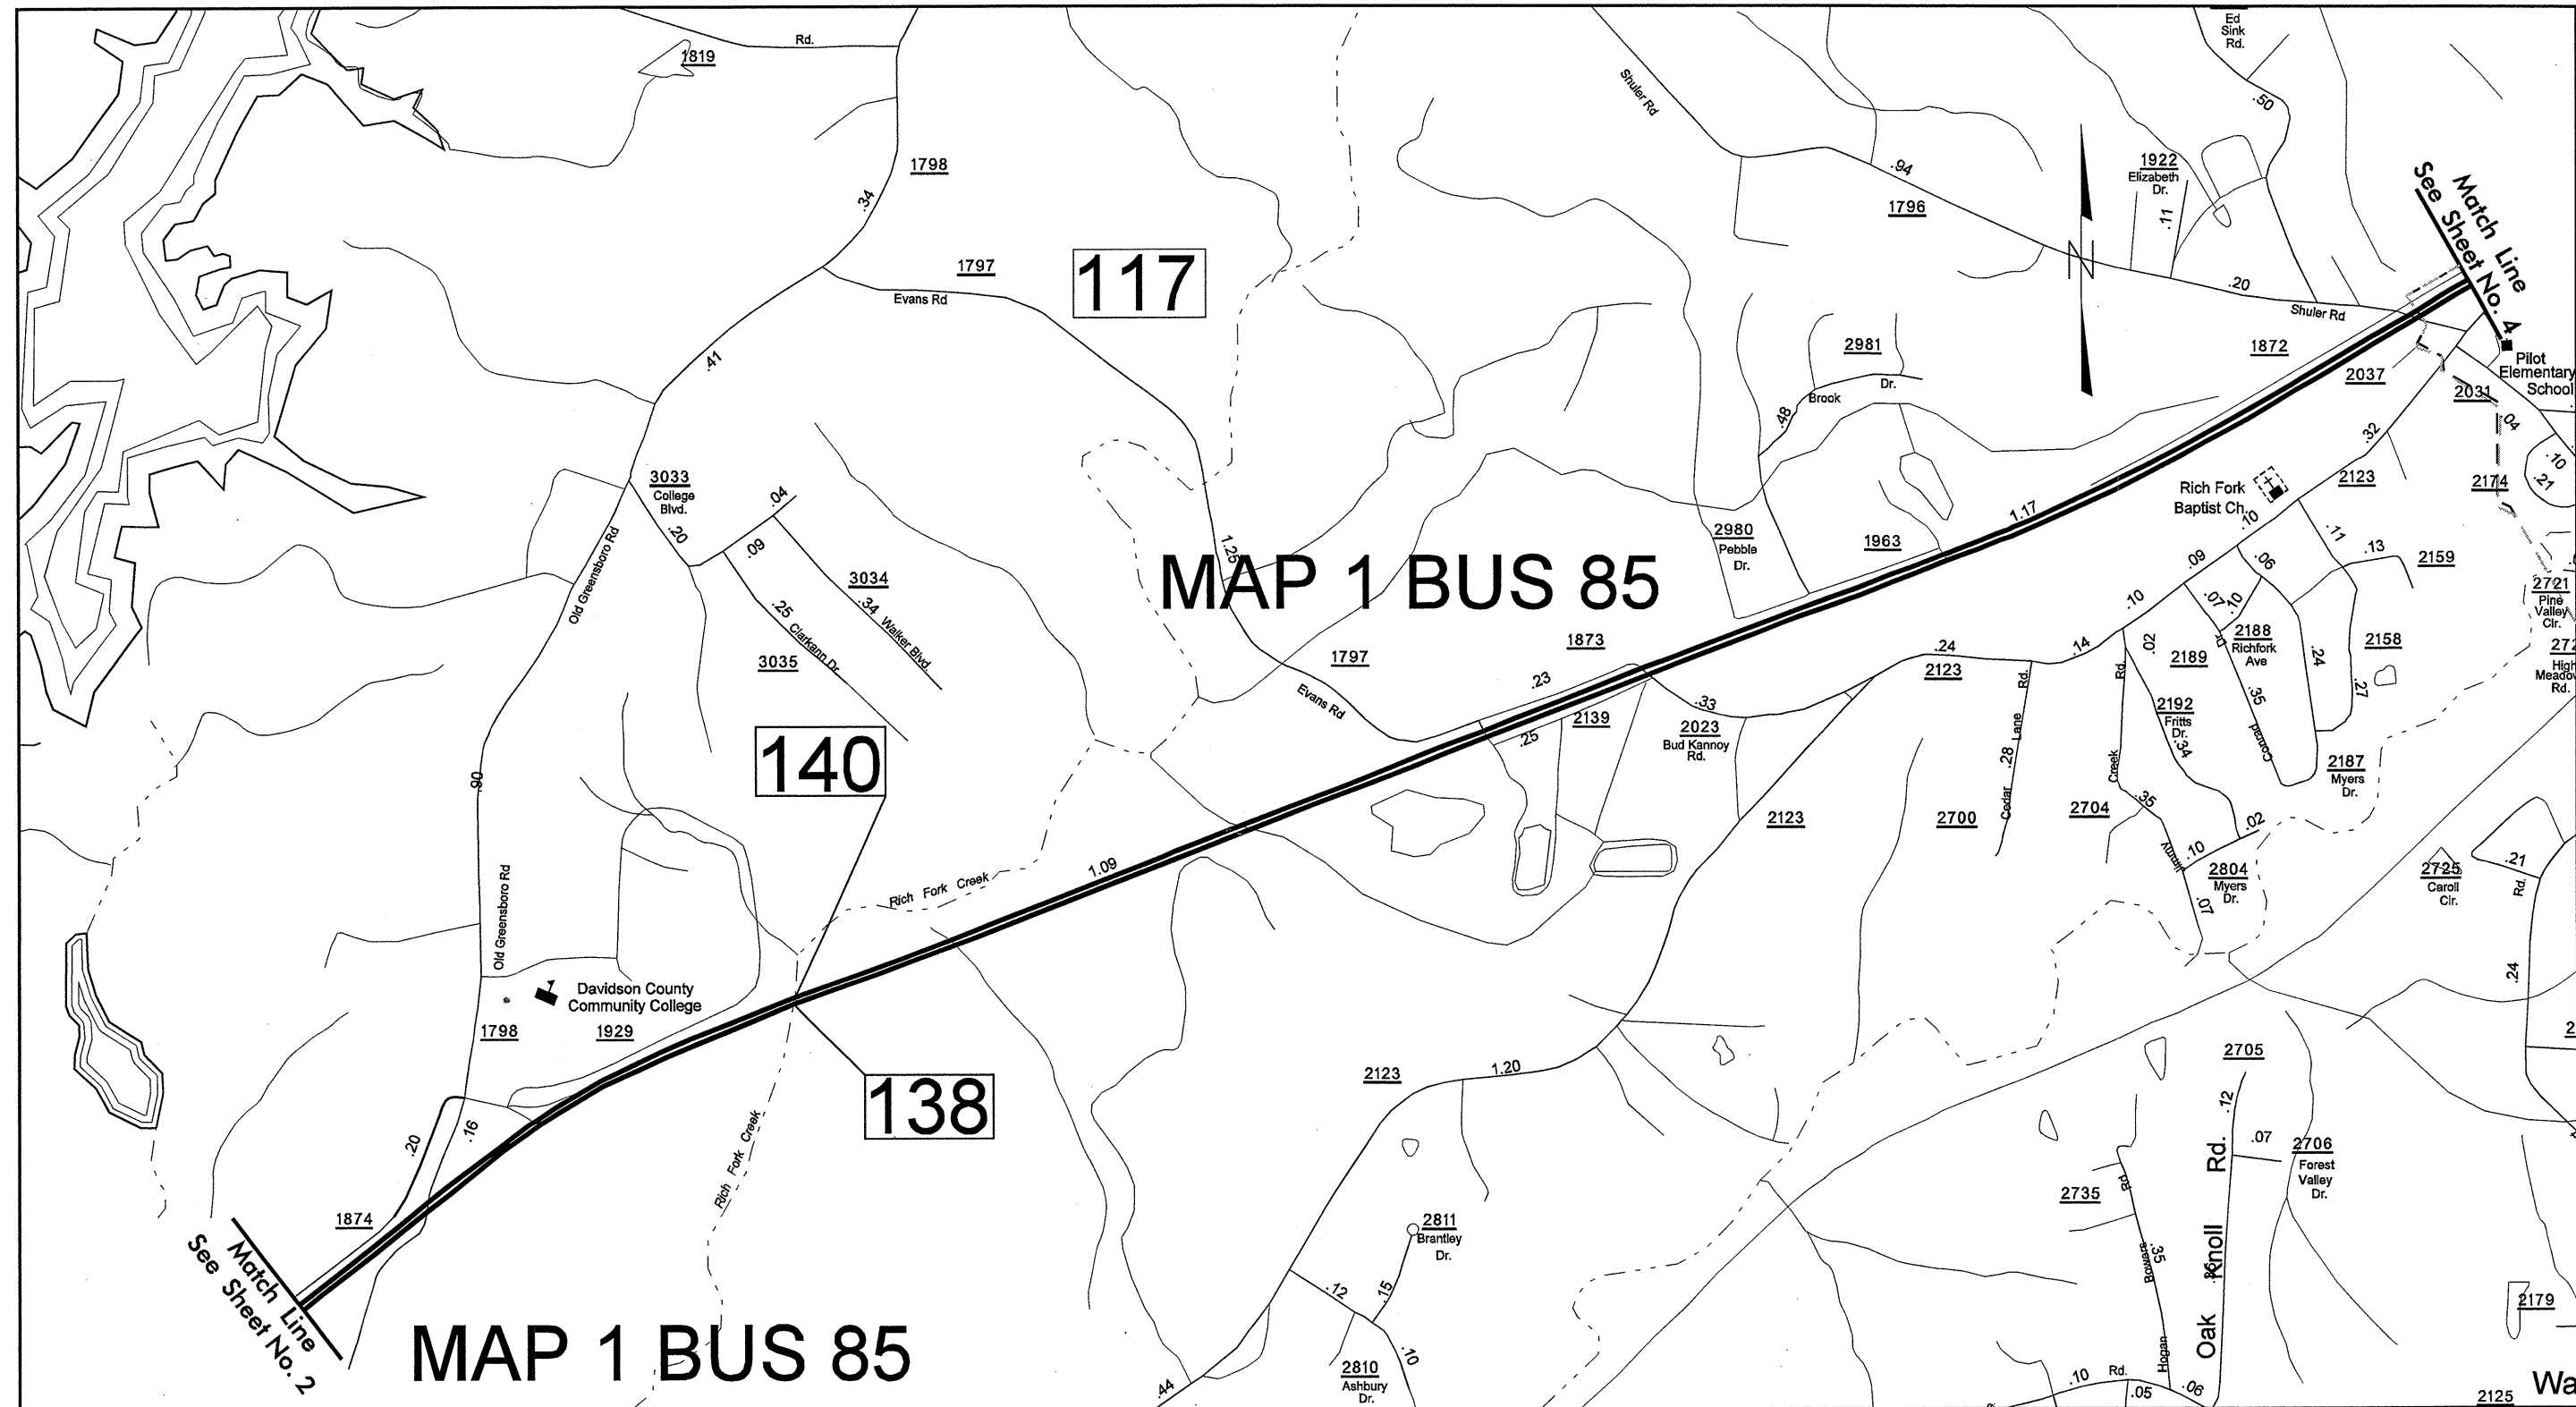 Rd.
1819
1798
.34
1797
Evans Rd
117
.41
Shuler Rd
.94
1796
Ed
Sink
Rd.
.50
1922
Elizabeth
Dr.
.11
N
.20
Shuler Rd
Match Line
See Sheet No. 4
Pilot
Elementary
School
1872
2037
2031
.04
.10
.21
.32
2123
2174
2981
Brook
Dr.
.48
Rich Fork
Baptist Ch.
.10
3033
College
Blvd.
.20
.04
.09
3034
.34
Walker Blvd.
.25
Clarkann Dr.
3035
Old Greensboro Rd
1.25
MAP 1 BUS 85
2980
Pebble
Dr.
1963
1.17
.09
.06
.11
.13
2159
2721
Pine
Valley
Cir.
.10
.07
.10
2188
Richfork
Ave
Dr
2189
.35
Conrad
.24
.27
2158
High
Rd.
1797
Evans Rd
1873
.23
.25
2139
.33
2023
Bud Kannoy
Rd.
.24
2123
.14
.02
Rd.
Creek
2192
Fritts
Dr.
.34
2187
Myers
Dr.
Cedar Lane Rd.
.28
2700
2704
.35
Jimmy
.10
.02
2804
Myers
Dr.
.07
2123
140
.90
Old Greensboro Rd
Rich Fork Creek
1.09
2725
Caroll
Cir.
.21
Rd.
.24
Davidson County
Community College
1798
1929
138
2123
1.20
2705
.12
.07
2706
Forest
Valley
Dr.
Oak Knoll Rd.
2735
Hogan Bowers Rd
.35
.20
.16
1874
Rich Fork Creek
Match Line
See Sheet No. 2
MAP 1 BUS 85
2811
Brantley
Dr.
.12
.15
.10
2810
Ashbury
Dr.
.44
2179
.10
Rd.
.05
.06
2125